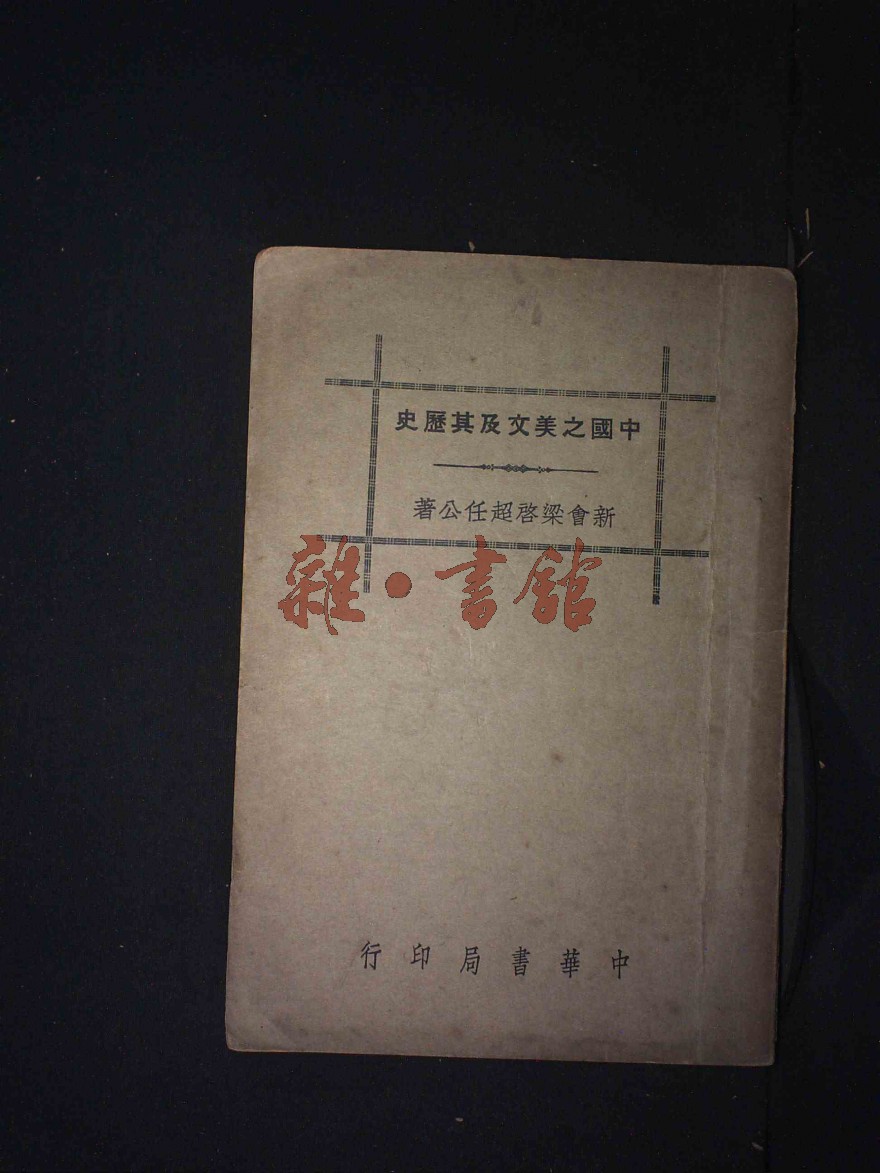 中國之美文及其歷史
新會梁啓超任公著
雜·書館
中華書局印行